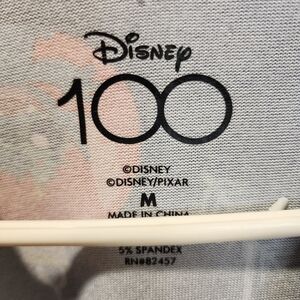 Disney
100
©DISNEY
©DISNEY/PIXAR
M
MADE IN CHINA
5% SPANDEX
RN#82457